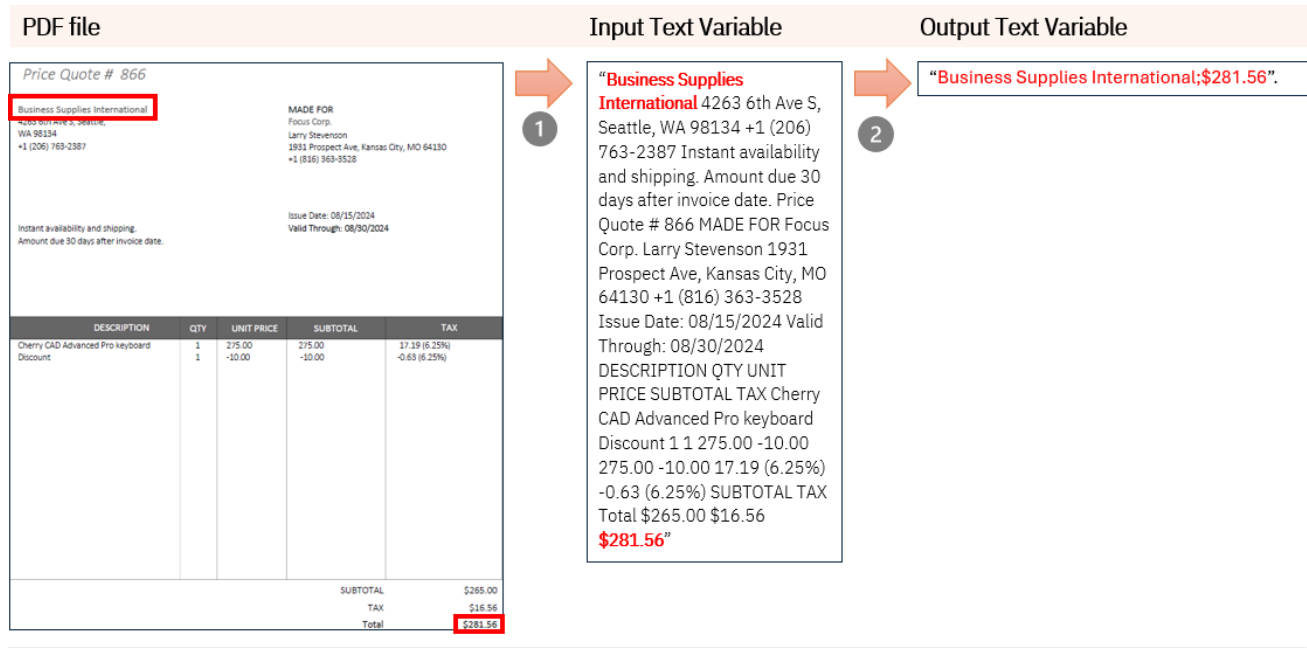 PDF file
Input Text Variable
Output Text Variable
Price Quote # 866
Business Supplies International
4263 6th Ave S, Seattle,
WA 98134
+1 (206) 763-2387
MADE FOR
Focus Corp.
Larry Stevenson
1931 Prospect Ave, Kansas City, MO 64130
+1 (816) 363-3528
Issue Date: 08/15/2024
Valid Through: 08/30/2024
Instant availability and shipping.
Amount due 30 days after invoice date.
DESCRIPTION QTY UNIT PRICE SUBTOTAL TAX
Cherry CAD Advanced Pro keyboard 1 275.00 275.00 17.19 (6.25%)
Discount 1 -10.00 -10.00 -0.63 (6.25%)
SUBTOTAL $265.00
TAX $16.56
Total $281.56
1
“Business Supplies
International 4263 6th Ave S,
Seattle, WA 98134 +1 (206)
763-2387 Instant availability
and shipping. Amount due 30
days after invoice date. Price
Quote # 866 MADE FOR Focus
Corp. Larry Stevenson 1931
Prospect Ave, Kansas City, MO
64130 +1 (816) 363-3528
Issue Date: 08/15/2024 Valid
Through: 08/30/2024
DESCRIPTION QTY UNIT
PRICE SUBTOTAL TAX Cherry
CAD Advanced Pro keyboard
Discount 1 1 275.00 -10.00
275.00 -10.00 17.19 (6.25%)
-0.63 (6.25%) SUBTOTAL TAX
Total $265.00 $16.56
$281.56”
2
“Business Supplies International;$281.56”.